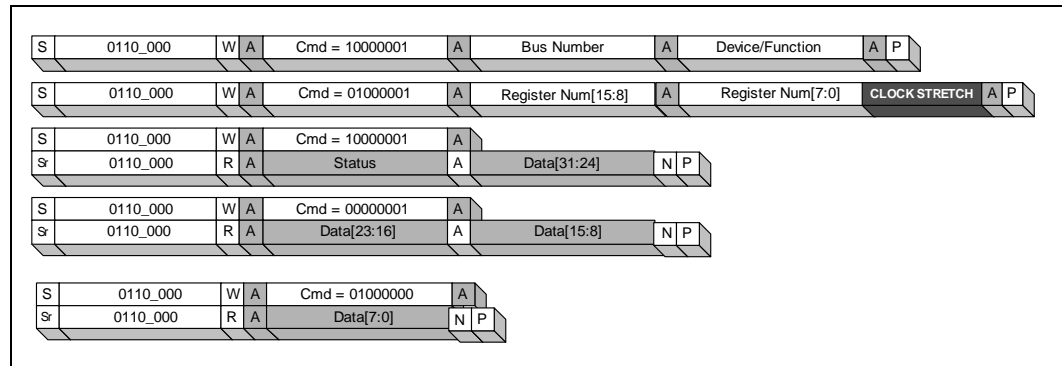 S 0110_000 W A Cmd = 10000001 A Bus Number A Device/Function A P
S 0110_000 W A Cmd = 01000001 A Register Num[15:8] A Register Num[7:0] CLOCK STRETCH A P
S 0110_000 W A Cmd = 10000001 A
Sr 0110_000 R A Status A Data[31:24] N P
S 0110_000 W A Cmd = 00000001 A
Sr 0110_000 R A Data[23:16] A Data[15:8] N P
S 0110_000 W A Cmd = 01000000 A
Sr 0110_000 R A Data[7:0] N P